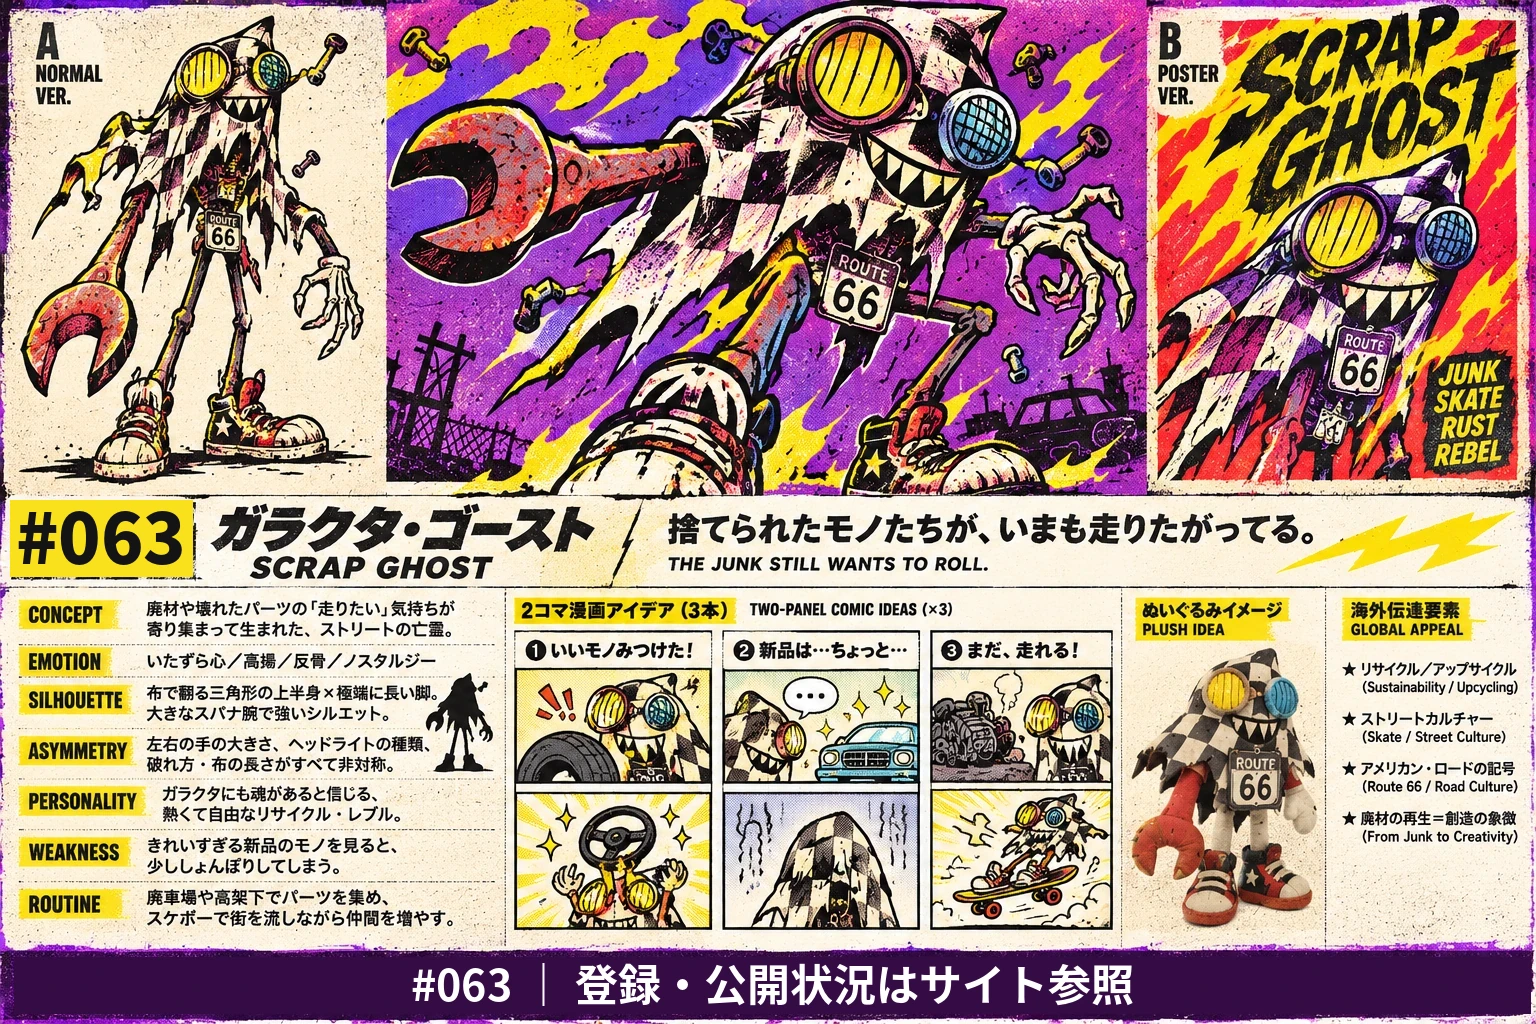 A
NORMAL
VER.
ROUTE
66
ROUTE
66
B
POSTER
VER.
SCRAP
GHOST
ROUTE
66
JUNK
SKATE
RUST
REBEL
#063
ガラクタ・ゴースト
SCRAP GHOST
捨てられたモノたちが、いまも走りたがってる。
THE JUNK STILL WANTS TO ROLL.
CONCEPT
廃材や壊れたパーツの「走りたい」気持ちが
寄り集まって生まれた、ストリートの亡霊。
EMOTION
いたずら心／高揚／反骨／ノスタルジー
SILHOUETTE
布で翻る三角形の上半身×極端に長い脚。
大きなスパナ腕で強いシルエット。
ASYMMETRY
左右の手の大きさ、ヘッドライトの種類、
破れ方・布の長さがすべて非対称。
PERSONALITY
ガラクタにも魂があると信じる、
熱くて自由なリサイクル・レブル。
WEAKNESS
きれいすぎる新品のモノを見ると、
少ししょんぼりしてしまう。
ROUTINE
廃車場や高架下でパーツを集め、
スケボーで街を流しながら仲間を増やす。
2コマ漫画アイデア（3本） TWO-PANEL COMIC IDEAS (×3)
❶ いいモノみつけた！
!!!
❷ 新品は…ちょっと…
…
❸ まだ、走れる！
ぬいぐるみイメージ
PLUSH IDEA
ROUTE
66
海外伝達要素
GLOBAL APPEAL
★ リサイクル／アップサイクル
(Sustainability / Upcycling)
★ ストリートカルチャー
(Skate / Street Culture)
★ アメリカン・ロードの記号
(Route 66 / Road Culture)
★ 廃材の再生＝創造の象徴
(From Junk to Creativity)
#063 ｜ 登録・公開状況はサイト参照